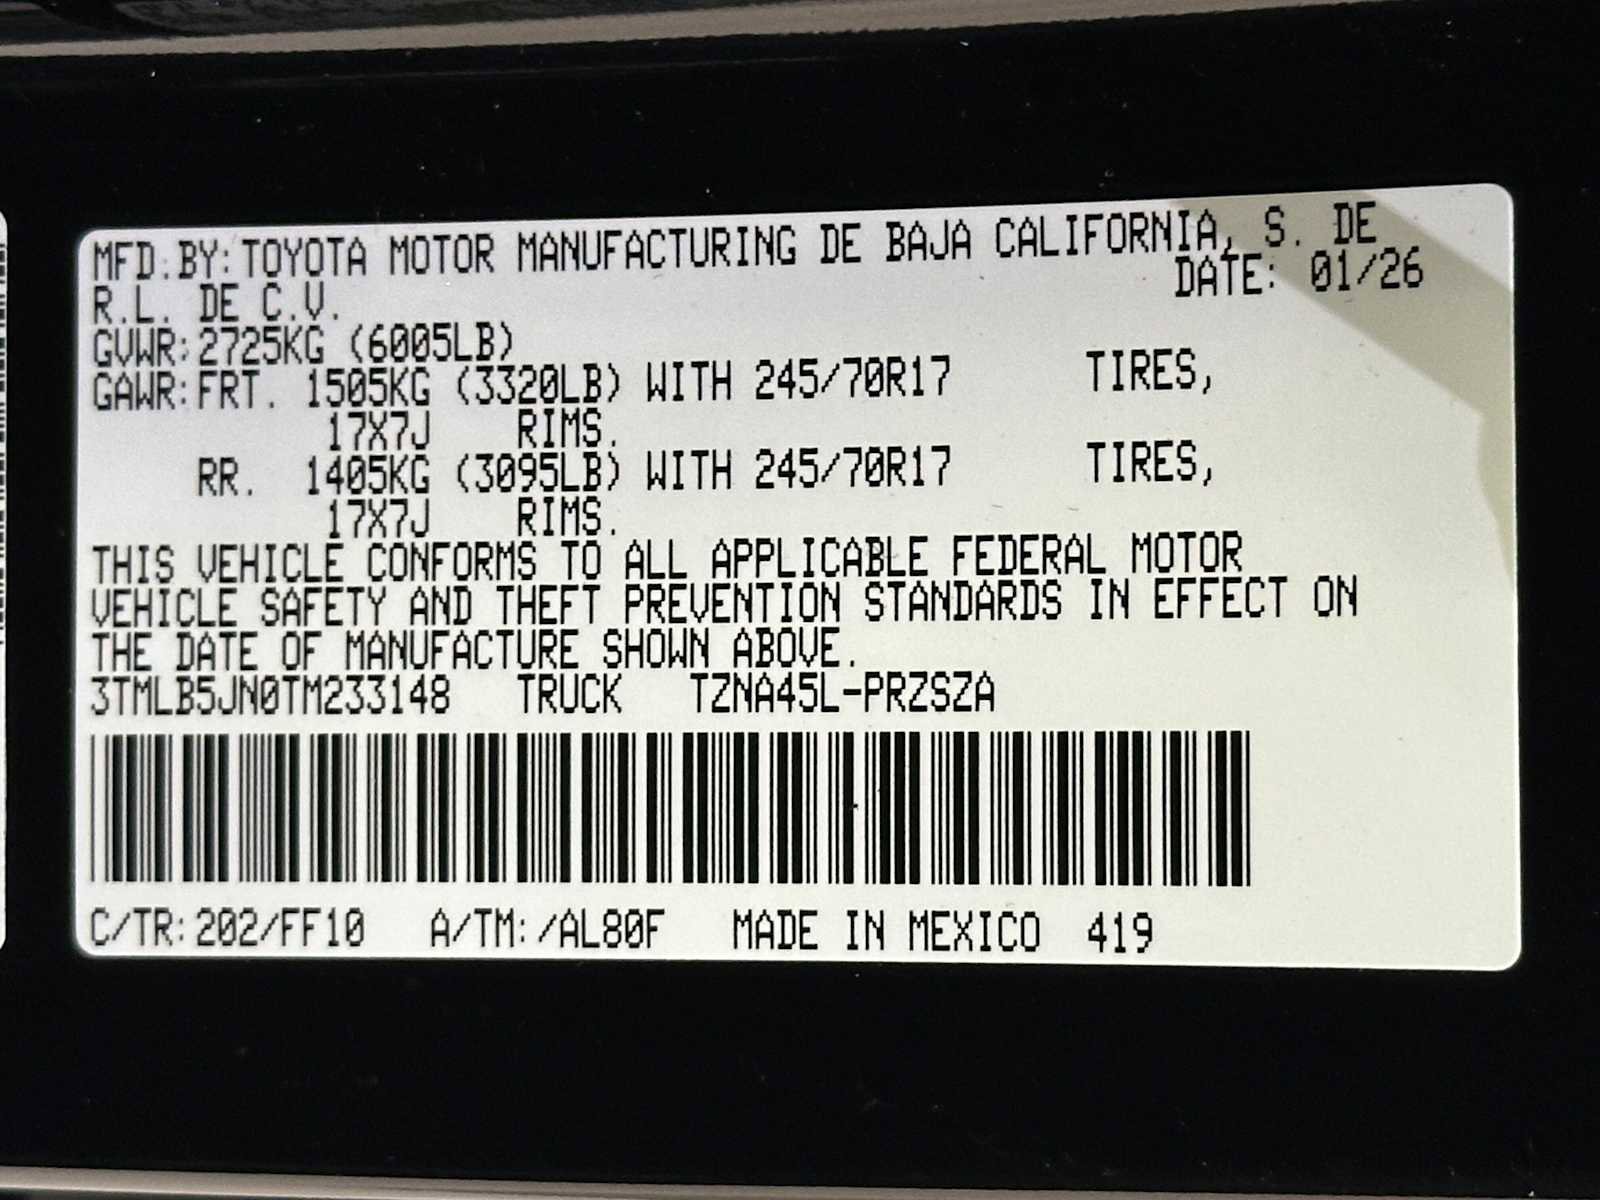 MFD.BY:TOYOTA MOTOR MANUFACTURING DE BAJA CALIFORNIA, S. DE
R.L. DE C.V. DATE: 01/26
GVWR:2725KG (6005LB)
GAWR:FRT. 1505KG (3320LB) WITH 245/70R17 TIRES,
17X7J RIMS.
RR. 1405KG (3095LB) WITH 245/70R17 TIRES,
17X7J RIMS.
THIS VEHICLE CONFORMS TO ALL APPLICABLE FEDERAL MOTOR
VEHICLE SAFETY AND THEFT PREVENTION STANDARDS IN EFFECT ON
THE DATE OF MANUFACTURE SHOWN ABOVE.
3TMLB5JN0TM233148 TRUCK TZNA45L-PRZSZA
C/TR:202/FF10 A/TM:/AL80F MADE IN MEXICO 419